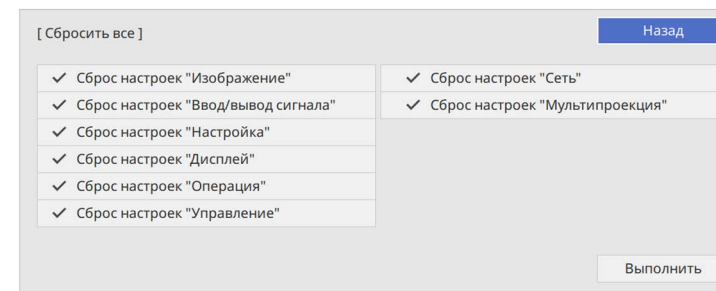 [ Сбросить все ]
Назад
Сброс настроек "Изображение"
Сброс настроек "Ввод/вывод сигнала"
Сброс настроек "Настройка"
Сброс настроек "Дисплей"
Сброс настроек "Операция"
Сброс настроек "Управление"
Сброс настроек "Сеть"
Сброс настроек "Мультипроекция"
Выполнить